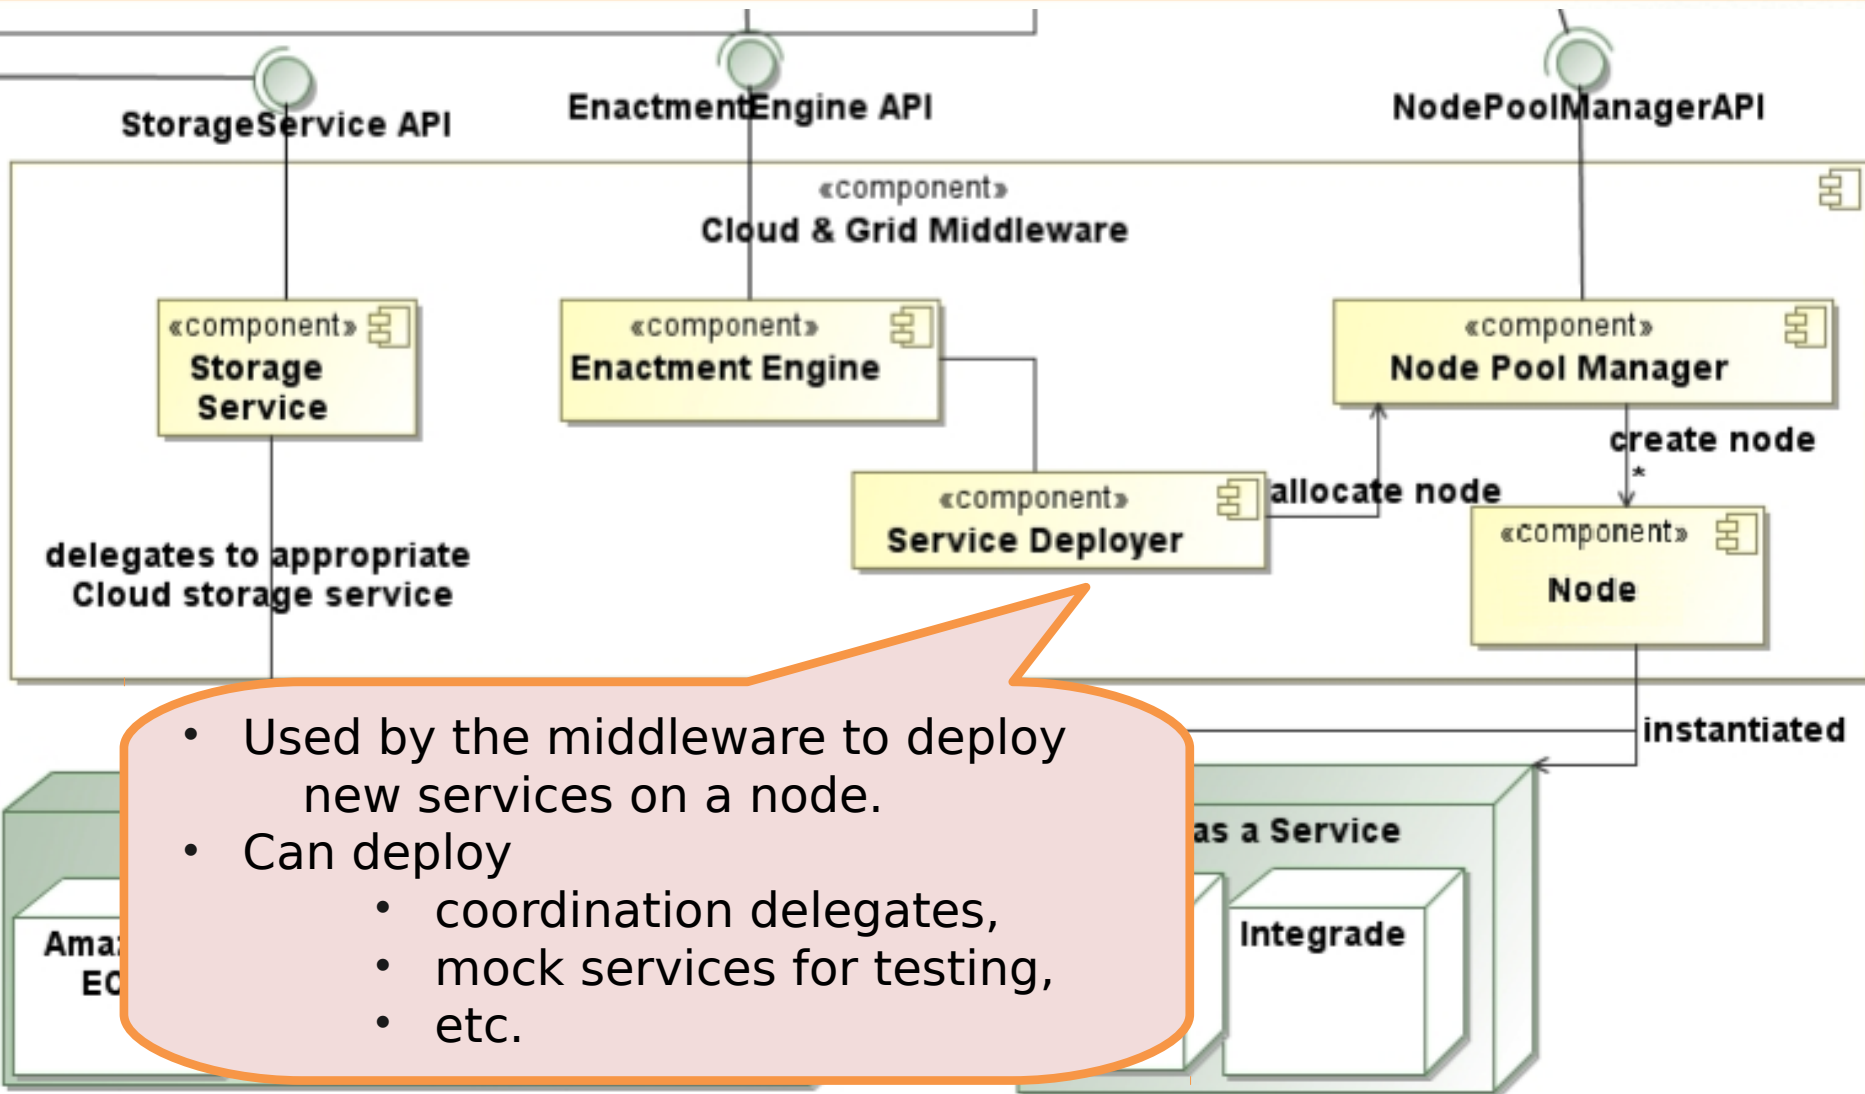 StorageService API
EnactmentEngine API
NodePoolManagerAPI
«component»
Cloud & Grid Middleware
«component»
Storage
Service
«component»
Enactment Engine
«component»
Node Pool Manager
create node
*
allocate node
«component»
Service Deployer
«component»
Node
delegates to appropriate
Cloud storage service
instantiated
• Used by the middleware to deploy
new services on a node.
• Can deploy
• coordination delegates,
• mock services for testing,
• etc.
as a Service
Integrade